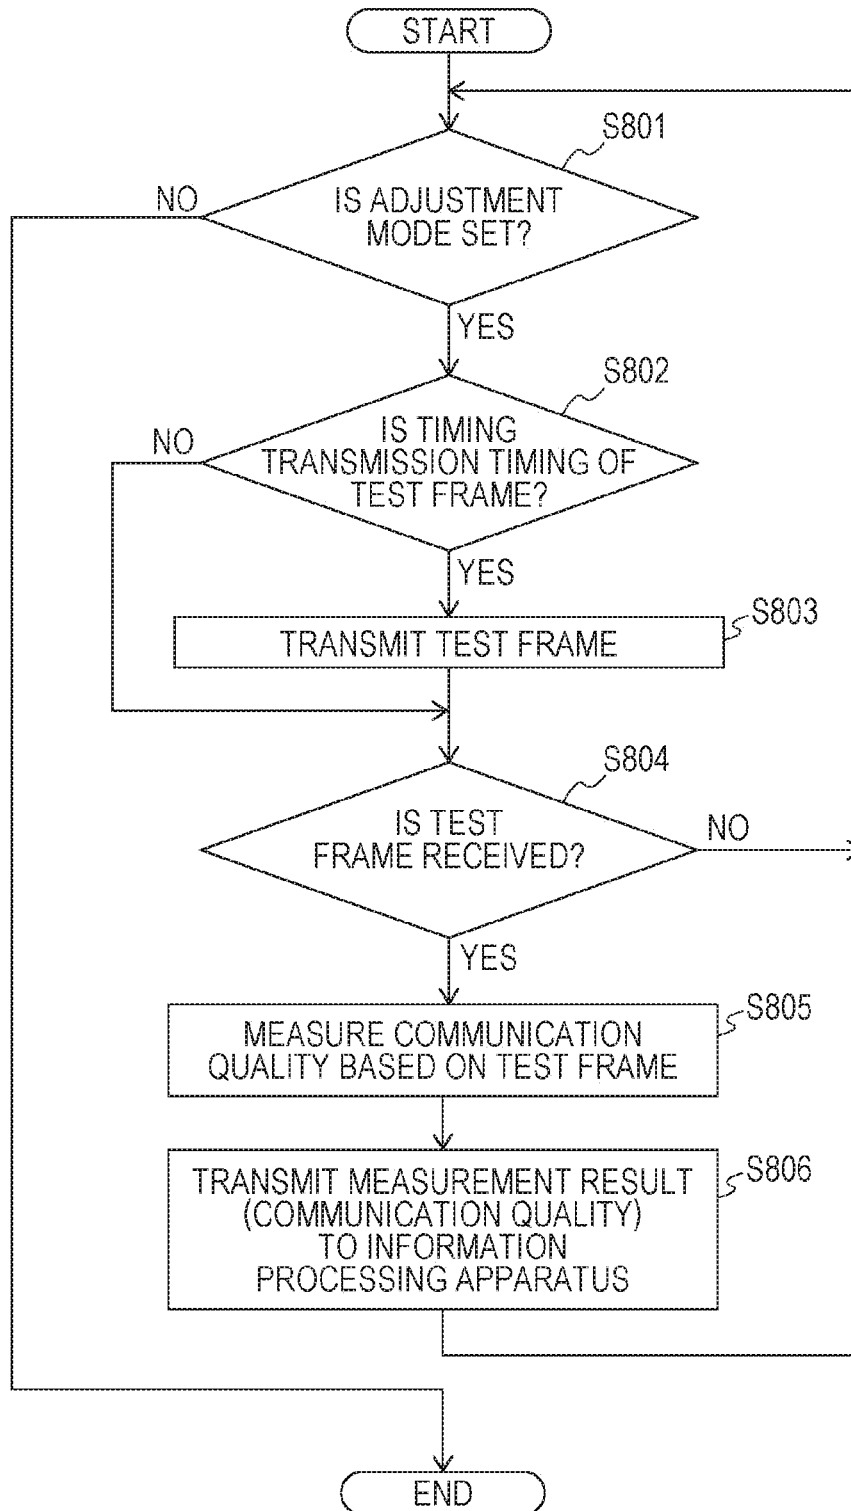 START
S801
NO
IS ADJUSTMENT
MODE SET?
YES
S802
NO
IS TIMING
TRANSMISSION TIMING OF
TEST FRAME?
YES
S803
TRANSMIT TEST FRAME
S804
IS TEST
FRAME RECEIVED?
NO
YES
S805
MEASURE COMMUNICATION
QUALITY BASED ON TEST FRAME
S806
TRANSMIT MEASUREMENT RESULT
(COMMUNICATION QUALITY)
TO INFORMATION
PROCESSING APPARATUS
END